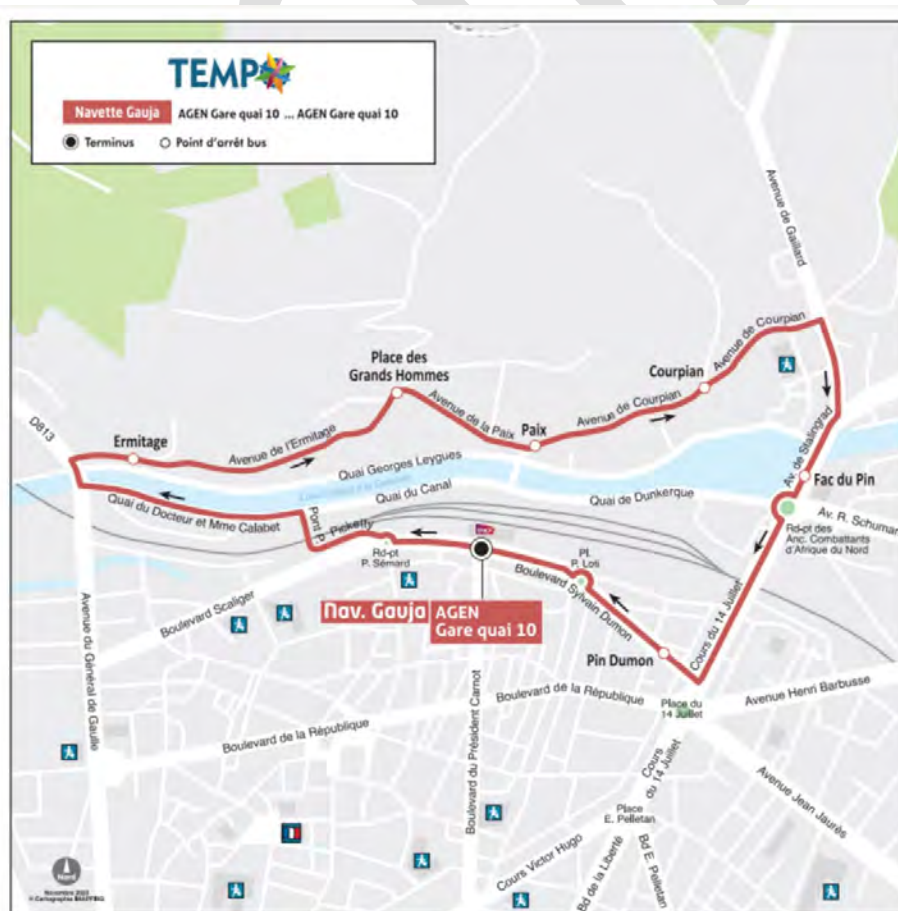 TEMPO
Navette Gauja AGEN Gare quai 10 ... AGEN Gare quai 10
Terminus Point d'arrêt bus
Avenue de Gaillard
Place des
Grands Hommes
Courpian
Avenue de Courpian
Avenue de la Paix
Avenue de Courpian
Paix
D813
Ermitage
Avenue de l'Ermitage
Av. de Stalingrad
Quai Georges Leygues
Quai du Canal
Quai de Dunkerque
Fac du Pin
Quai du Docteur et Mme Calabet
Pont P. Picketty
Av. R. Schuman
Rd-pt des
Anc. Combattants
d'Afrique du Nord
Rd-pt
P. Sémard
Pl.
P. Loti
Boulevard Sylvain Dumon
Boulevard Scaliger
Nav. Gauja AGEN
Gare quai 10
Cours du 14 Juillet
Pin Dumon
Avenue du Général de Gaulle
Boulevard du Président Carnot
Boulevard de la République
Place du
14 Juillet
Avenue Henri Barbusse
Boulevard de la République
Cours
du 14 Juillet
Avenue Jean Jaurès
Place
E. Pelletan
Cours Victor Hugo
Bd de la Liberté
Bd E. Pelletan
Nord
Novembre 2022